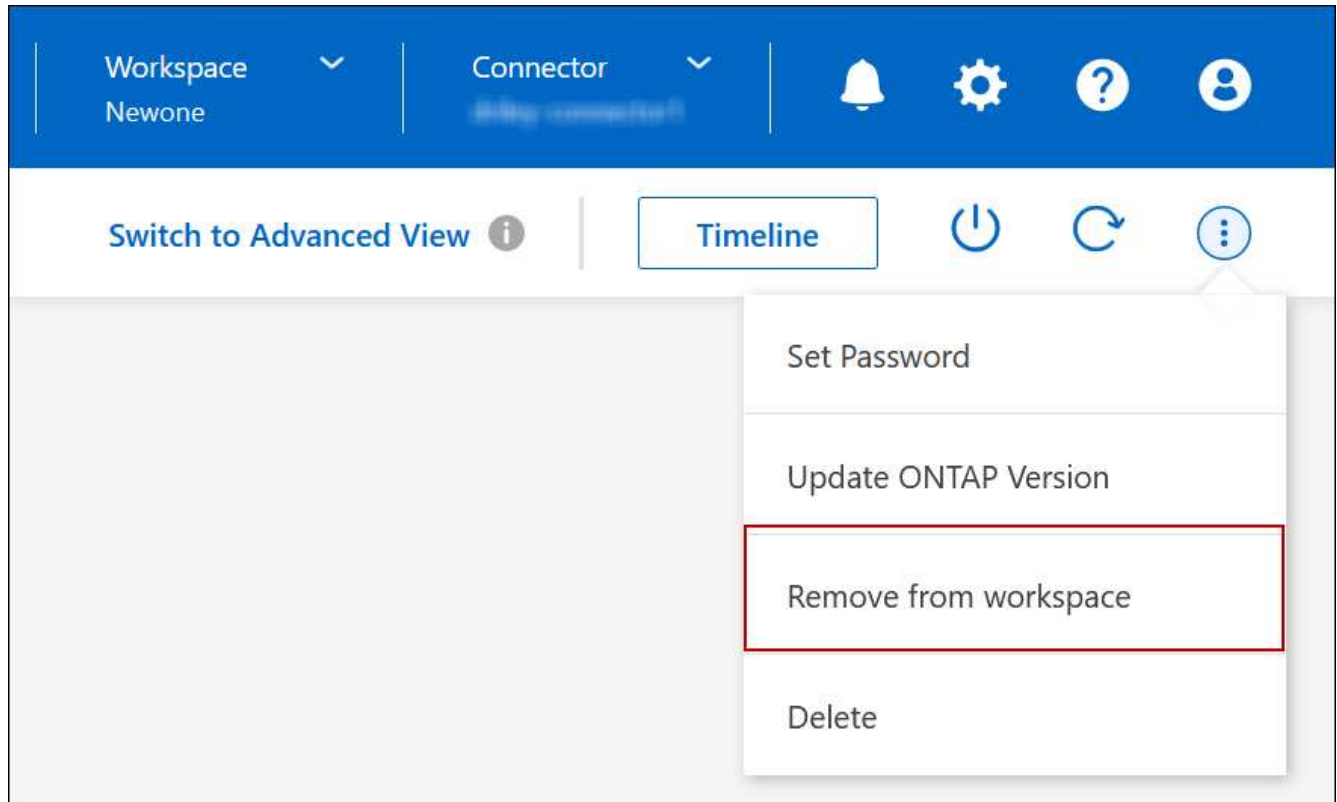 Workspace
Newone
Connector
Switch to Advanced View
Timeline
Set Password
Update ONTAP Version
Remove from workspace
Delete